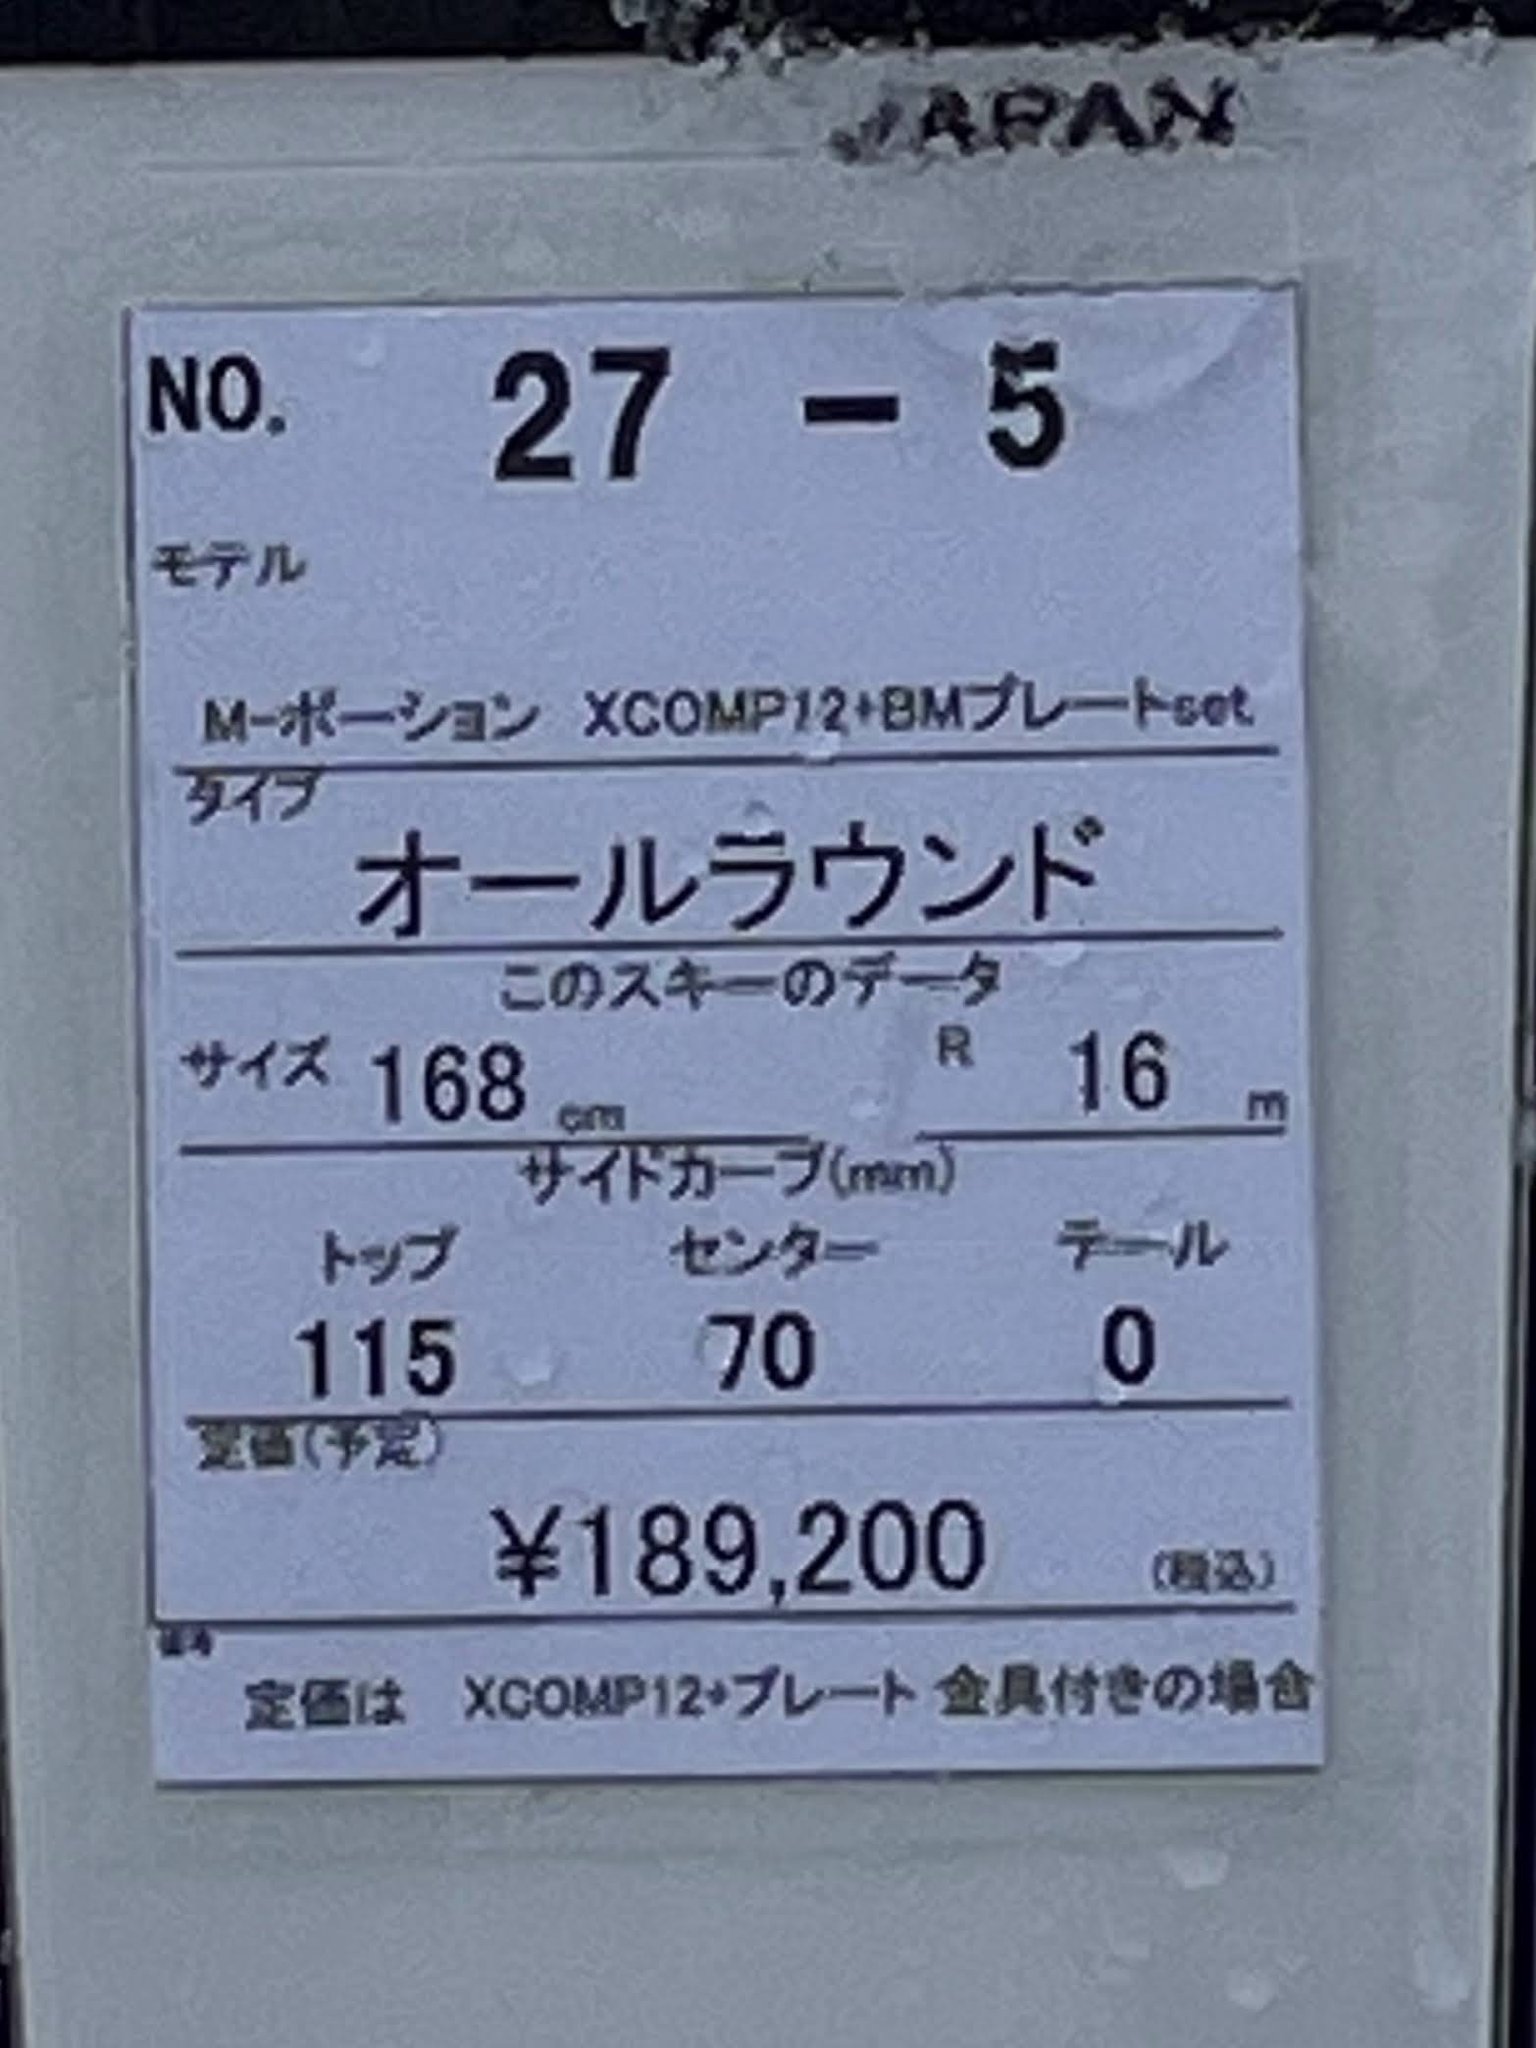 JAPAN
NO. 27 - 5
モデル
M-ポーション XCOMP12+BMプレートset
タイプ
オールラウンド
このスキーのデータ
サイズ 168 cm R 16 m
サイドカーブ(mm)
トップ センター テール
115 70 0
定価(予定)
¥189,200 (税込)
備考
定価は XCOMP12+プレート 金具付きの場合